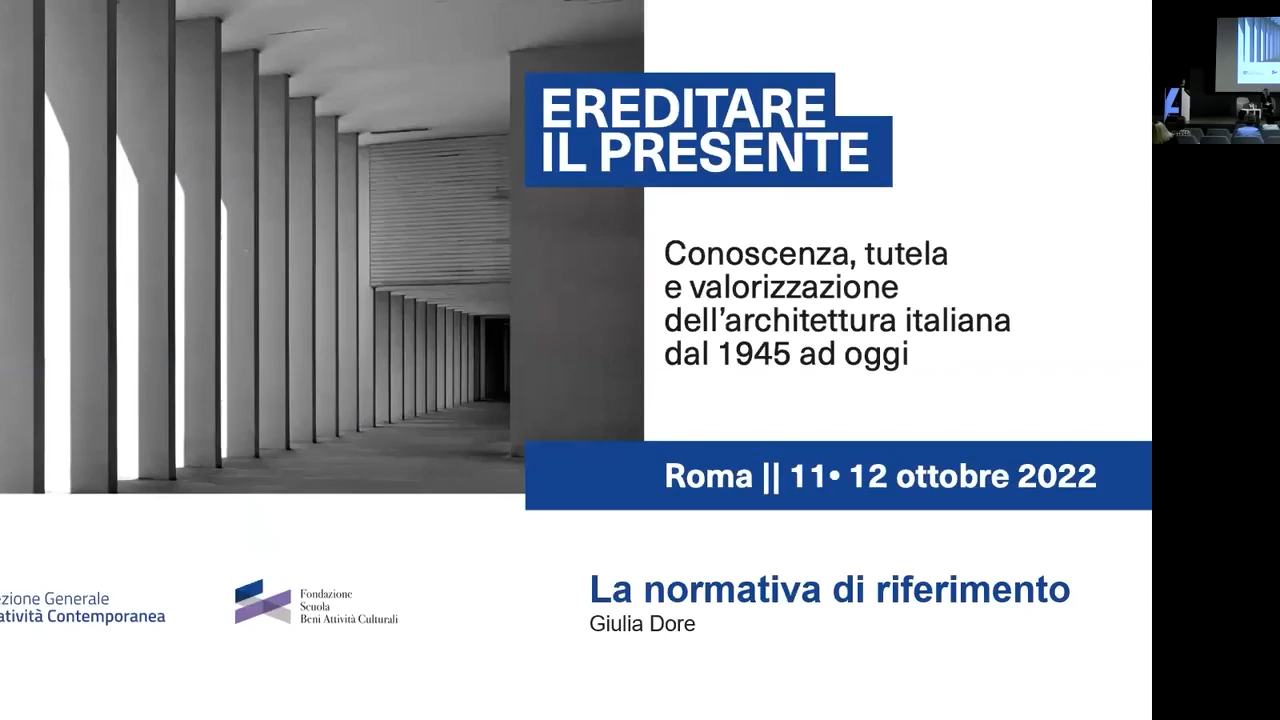 EREDITARE
IL PRESENTE
Conoscenza, tutela
e valorizzazione
dell'architettura italiana
dal 1945 ad oggi
Roma || 11• 12 ottobre 2022
ezione Generale
atività Contemporanea
Fondazione
Scuola
Beni Attività Culturali
La normativa di riferimento
Giulia Dore